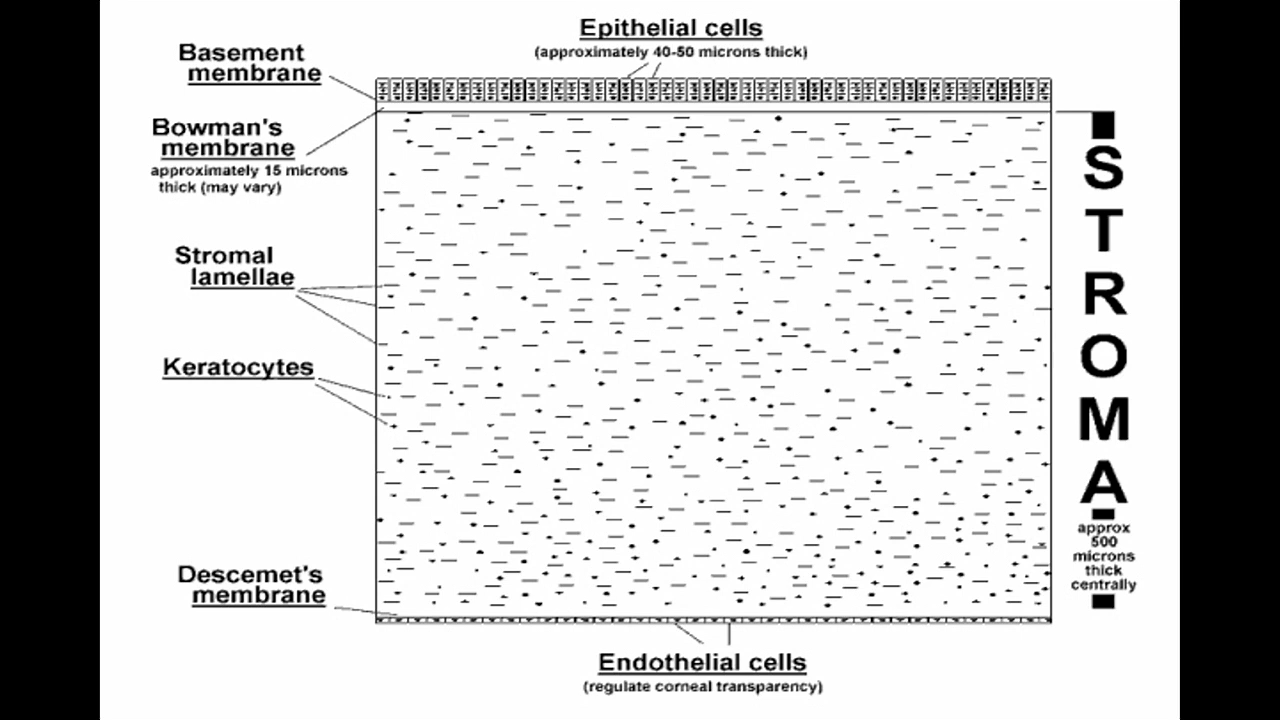 Epithelial cells
(approximately 40-50 microns thick)
Basement
membrane
Bowman's
membrane
approximately 15 microns
thick (may vary)
Stromal
lamellae
Keratocytes
Descemet's
membrane
Endothelial cells
(regulate corneal transparency)
STROMA
approx
500
microns
thick
centrally